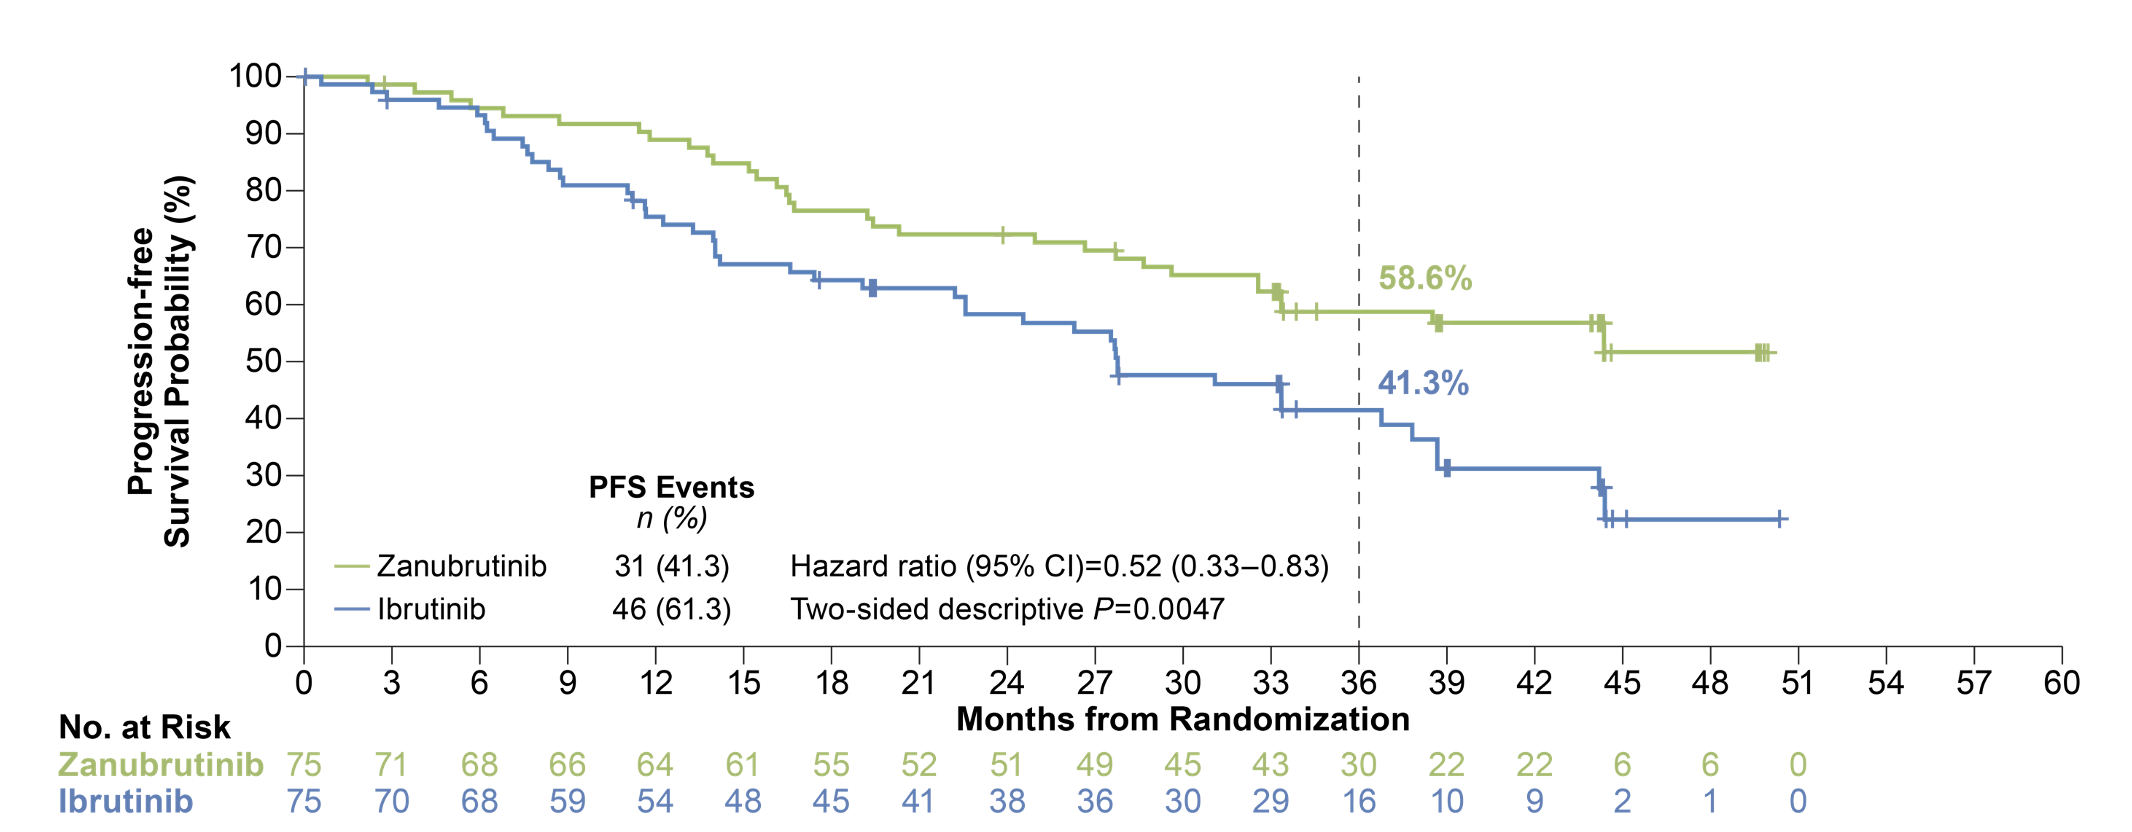 Progression-free
Survival Probability (%)
100
90
80
70
60
50
40
30
20
10
0
58.6%
41.3%
PFS Events
n (%)
Zanubrutinib 31 (41.3) Hazard ratio (95% CI)=0.52 (0.33–0.83)
Ibrutinib 46 (61.3) Two-sided descriptive P=0.0047
0 3 6 9 12 15 18 21 24 27 30 33 36 39 42 45 48 51 54 57 60
Months from Randomization
No. at Risk
Zanubrutinib 75 71 68 66 64 61 55 52 51 49 45 43 30 22 22 6 6 0
Ibrutinib 75 70 68 59 54 48 45 41 38 36 30 29 16 10 9 2 1 0